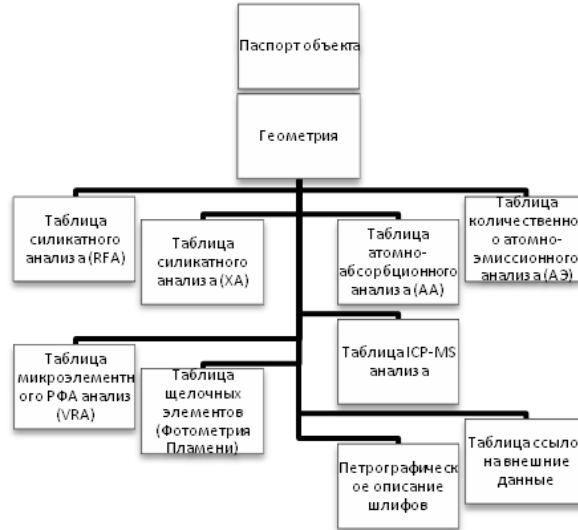 Паспорт объекта
Геометрия
Таблица
силикатного
анализа (RFA)
Таблица
силикатного
анализа (ХА)
Таблица
атомно-
абсорбционного
анализа (АА)
Таблица
количественно
о атомно-
эмиссионного
анализа (АЭ)
Таблица
микроэлементн
ого РФА анализ
(VRA)
Таблица
щелочных
элементов
(Фотометрия
Пламени)
Таблица ICP-MS
анализа
Петрографическ
ое описание
шлифов
Таблица ссыло
на внешние
данные